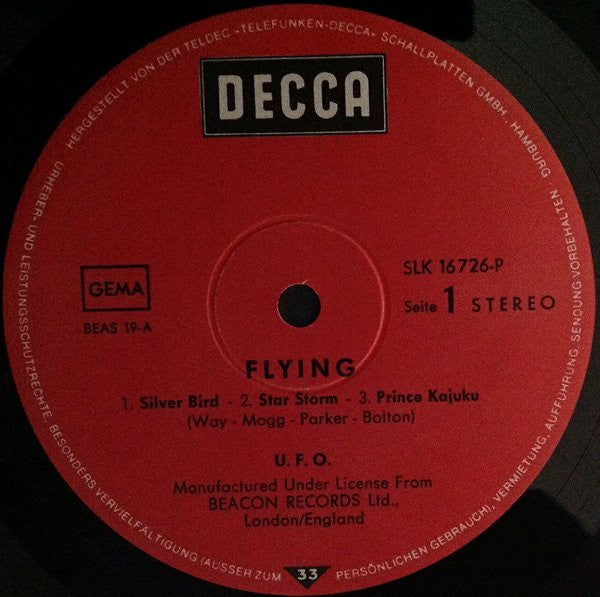 HERGESTELLT VON DER TELDEC »TELEFUNKEN-DECCA« SCHALLPLATTEN GMBH · HAMBURG
URHEBER- UND LEISTUNGSSCHUTZRECHTE, BESONDERS VERVIELFÄLTIGUNG (AUSSER ZUM PERSÖNLICHEN GEBRAUCH), VERMIETUNG, AUFFÜHRUNG, SENDUNG VORBEHALTEN
DECCA
GEMA
BEAS 19-A
SLK 16726-P
Seite 1 STEREO
FLYING
1. Silver Bird - 2. Star Storm - 3. Prince Kajuku
(Way - Mogg - Parker - Bolton)
U. F. O.
Manufactured Under License From
BEACON RECORDS Ltd.,
London/England
33